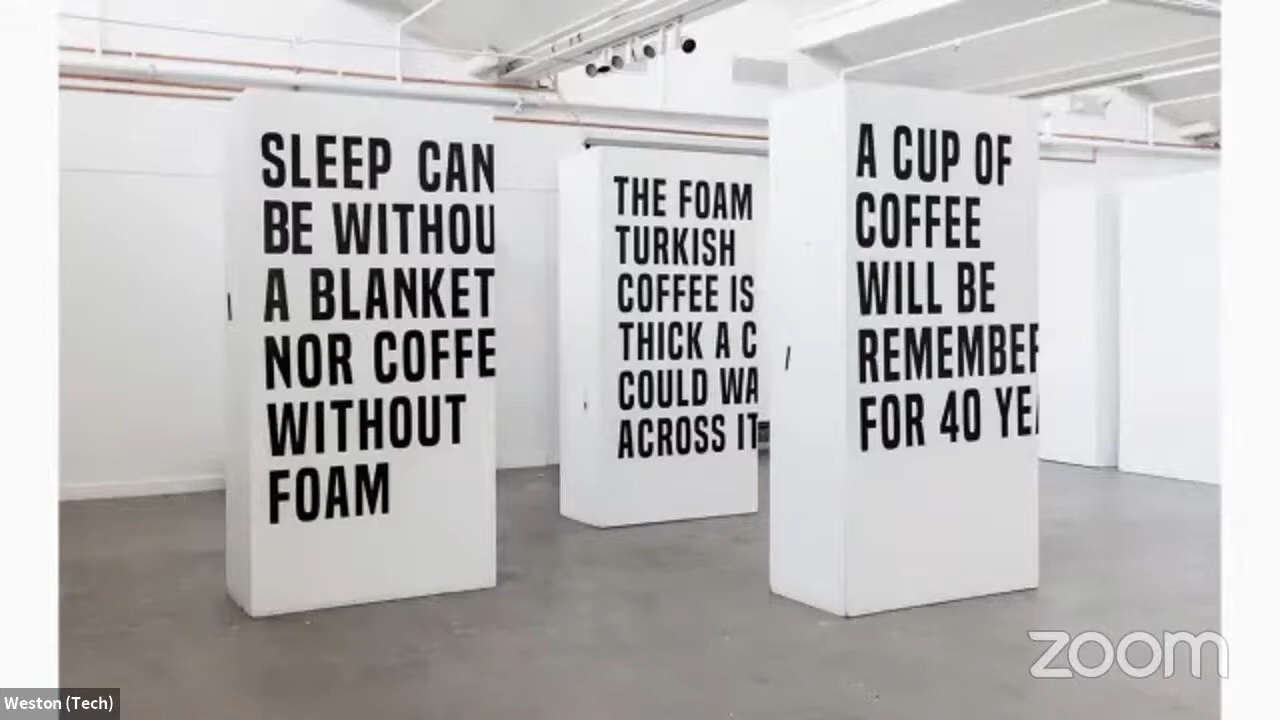 SLEEP CAN
BE WITHOU
A BLANKET
NOR COFFE
WITHOUT
FOAM
THE FOAM
TURKISH
COFFEE IS
THICK A C
COULD WA
ACROSS IT
A CUP OF
COFFEE
WILL BE
REMEMBER
FOR 40 YEA
zoom
Weston (Tech)